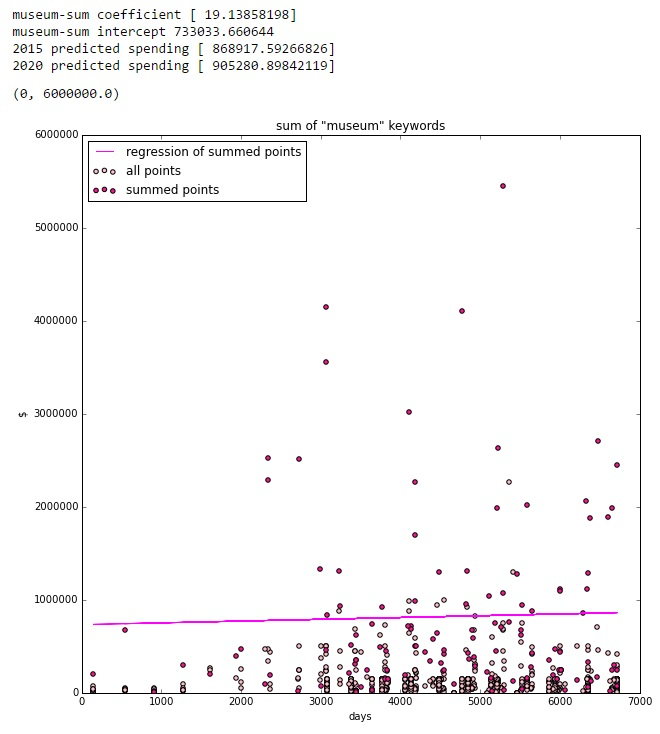 museum-sum coefficient [ 19.13858198]
museum-sum intercept 733033.660644
2015 predicted spending [ 868917.59266826]
2020 predicted spending [ 905280.89842119]
(0, 6000000.0)
sum of "museum" keywords
regression of summed points
all points
summed points
6000000
5000000
4000000
3000000
2000000
1000000
0
$
0 1000 2000 3000 4000 5000 6000 7000
days